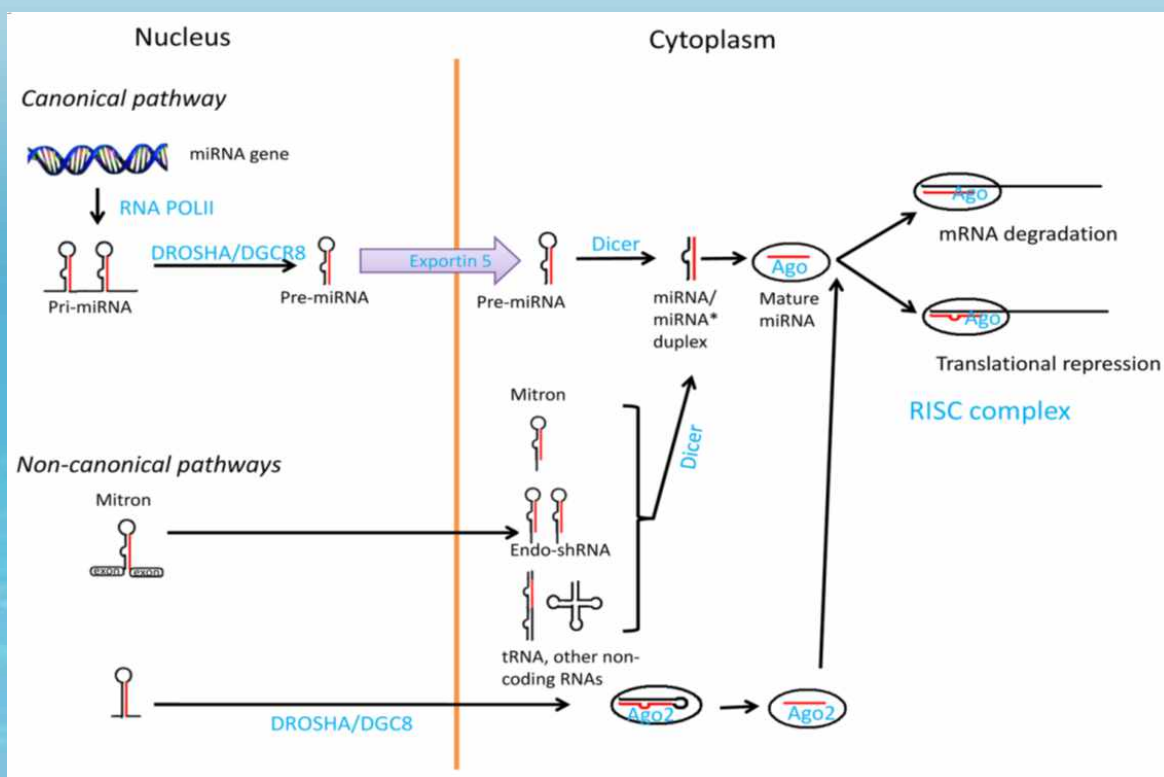 Nucleus
Cytoplasm
Canonical pathway
miRNA gene
RNA POLII
DROSHA/DGCR8
Pri-miRNA
Pre-miRNA
Exportin 5
Pre-miRNA
Dicer
miRNA/
miRNA*
duplex
Ago
Mature
miRNA
Ago
mRNA degradation
Ago
Translational repression
RISC complex
Non-canonical pathways
Mitron
exon exon
Mitron
Endo-shRNA
tRNA, other non-
coding RNAs
Dicer
DROSHA/DGC8
Ago2
Ago2